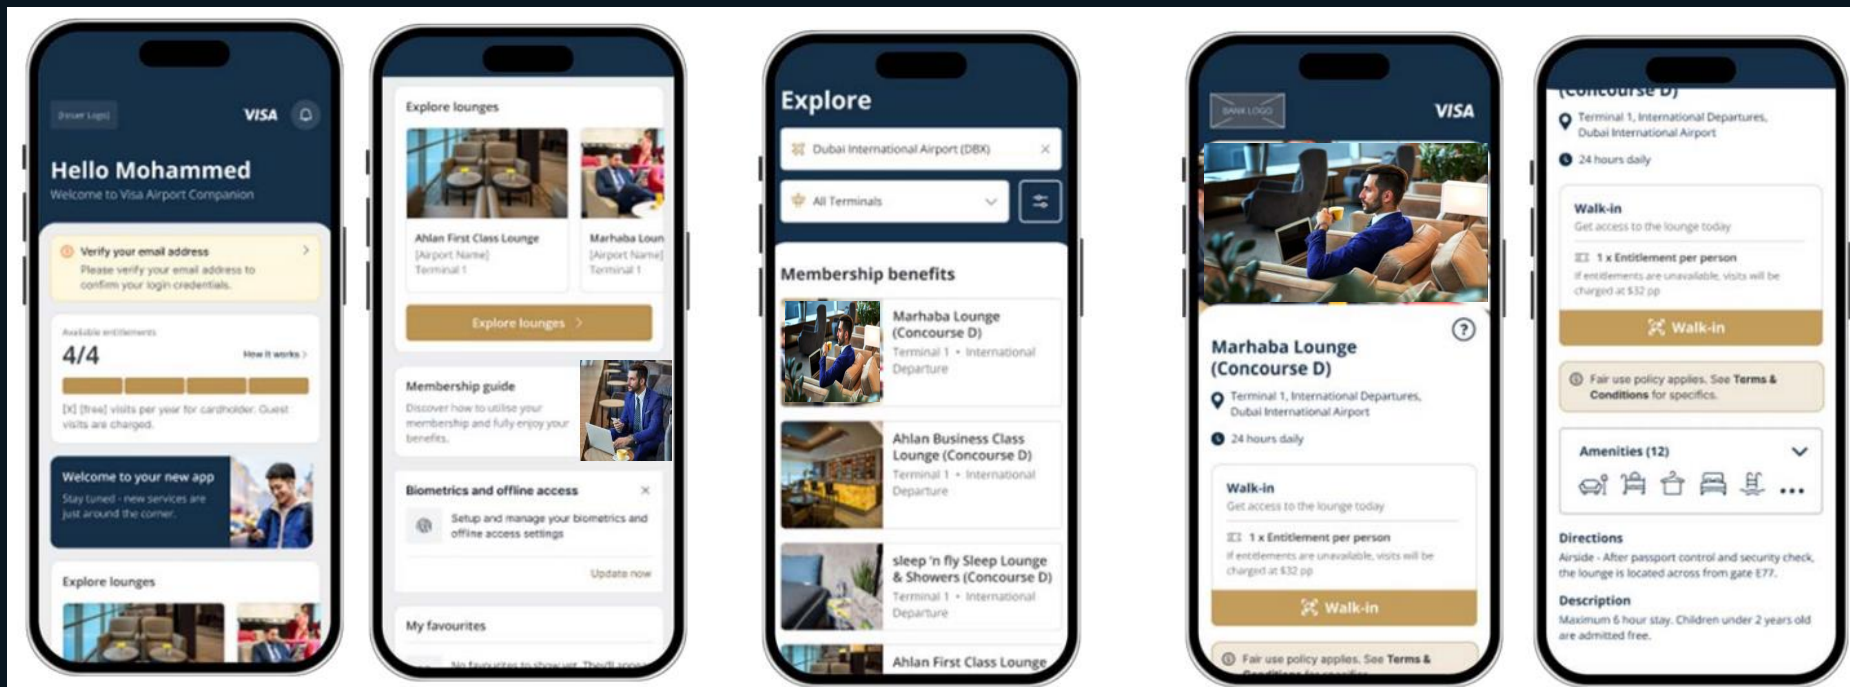 [Issuer Logo]
VISA
Hello Mohammed
Welcome to Visa Airport Companion
Verify your email address
Please verify your email address to
confirm your login credentials.
Available entitlements
4/4
How it works
[X] [free] visits per year for cardholder. Guest
visits are charged.
Welcome to your new app
Stay tuned - new services are
just around the corner.
Explore lounges
Explore lounges
Ahlan First Class Lounge
[Airport Name]
Terminal 1
Marhaba Loun
[Airport Name]
Terminal 1
Explore lounges
Membership guide
Discover how to utilise your
membership and fully enjoy your
benefits.
Biometrics and offline access
Setup and manage your biometrics and
offline access settings
Update now
My favourites
No favourites to show yet. They'll appear
Explore
Dubai International Airport (DBX)
All Terminals
Membership benefits
Marhaba Lounge
(Concourse D)
Terminal 1 • International
Departure
Ahlan Business Class
Lounge (Concourse D)
Terminal 1 • International
Departure
sleep 'n fly Sleep Lounge
& Showers (Concourse D)
Terminal 1 • International
Departure
Ahlan First Class Lounge
BANK LOGO
VISA
Marhaba Lounge
(Concourse D)
Terminal 1, International Departures,
Dubai International Airport
24 hours daily
Walk-in
Get access to the lounge today
1 x Entitlement per person
If entitlements are unavailable, visits will be
charged at $32 pp
Walk-in
Fair use policy applies. See Terms &
Conditions for specifics.
(Concourse D)
Terminal 1, International Departures,
Dubai International Airport
24 hours daily
Walk-in
Get access to the lounge today
1 x Entitlement per person
If entitlements are unavailable, visits will be
charged at $32 pp
Walk-in
Fair use policy applies. See Terms &
Conditions for specifics.
Amenities (12)
Directions
Airside - After passport control and security check,
the lounge is located across from gate E77.
Description
Maximum 6 hour stay. Children under 2 years old
are admitted free.